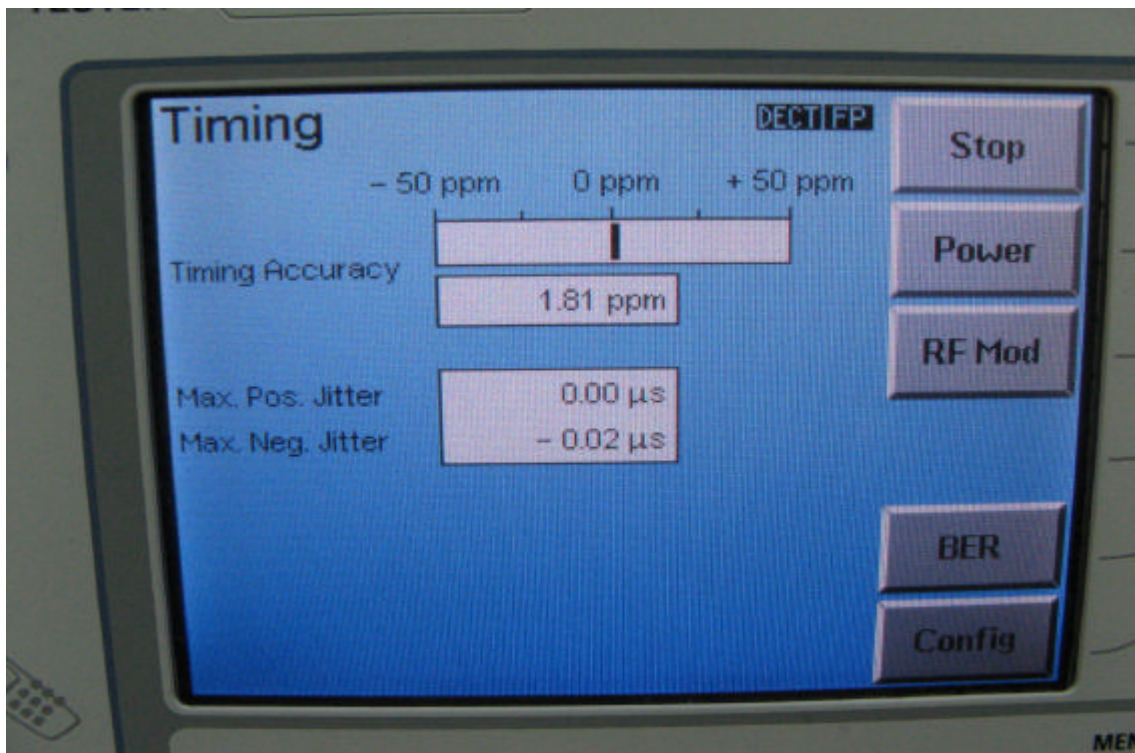 TESTER
Timing DECT FP
– 50 ppm 0 ppm + 50 ppm
Timing Accuracy
1.81 ppm
Max. Pos. Jitter 0.00 µs
Max. Neg. Jitter – 0.02 µs
Stop
Power
RF Mod
BER
Config